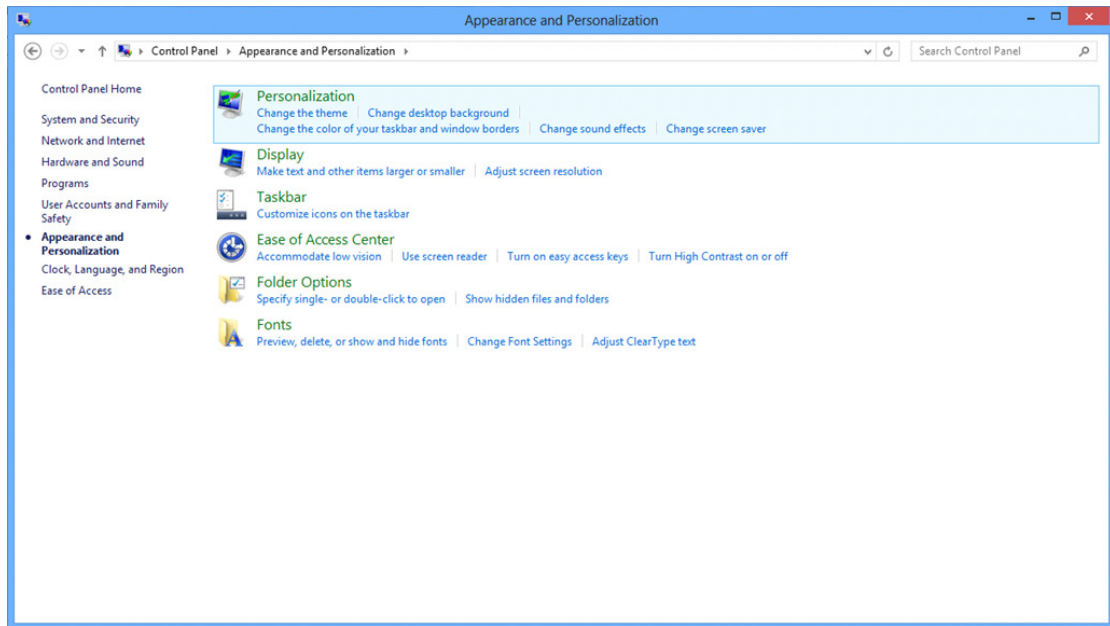 Appearance and Personalization
Control Panel Appearance and Personalization
Search Control Panel
Control Panel Home
System and Security
Network and Internet
Hardware and Sound
Programs
User Accounts and Family
Safety
Appearance and
Personalization
Clock, Language, and Region
Ease of Access
Personalization
Change the theme Change desktop background
Change the color of your taskbar and window borders Change sound effects Change screen saver
Display
Make text and other items larger or smaller Adjust screen resolution
Taskbar
Customize icons on the taskbar
Ease of Access Center
Accommodate low vision Use screen reader Turn on easy access keys Turn High Contrast on or off
Folder Options
Specify single- or double-click to open Show hidden files and folders
Fonts
Preview, delete, or show and hide fonts Change Font Settings Adjust ClearType text